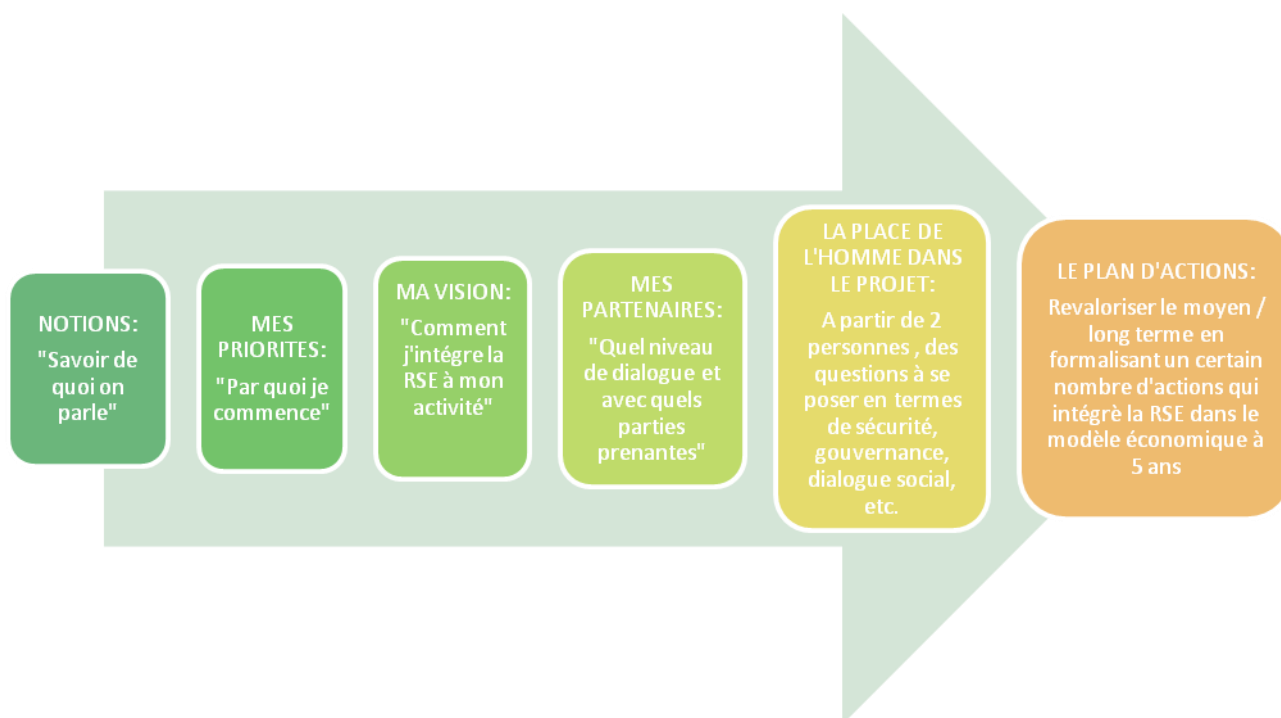 NOTIONS:
"Savoir de
quoi on
parle"
MES
PRIORITES:
"Par quoi je
commence"
MA VISION:
"Comment
j'intégre la
RSE à mon
activité"
MES
PARTENAIRES:
"Quel niveau
de dialogue et
avec quels
parties
prenantes"
LA PLACE DE
L'HOMME DANS
LE PROJET:
A partir de 2
personnes , des
questions à se
poser en termes
de sécurité,
gouvernance,
dialogue social,
etc.
LE PLAN D'ACTIONS:
Revaloriser le moyen /
long terme en
formalisant un certain
nombre d'actions qui
intégrè la RSE dans le
modèle économique à
5 ans